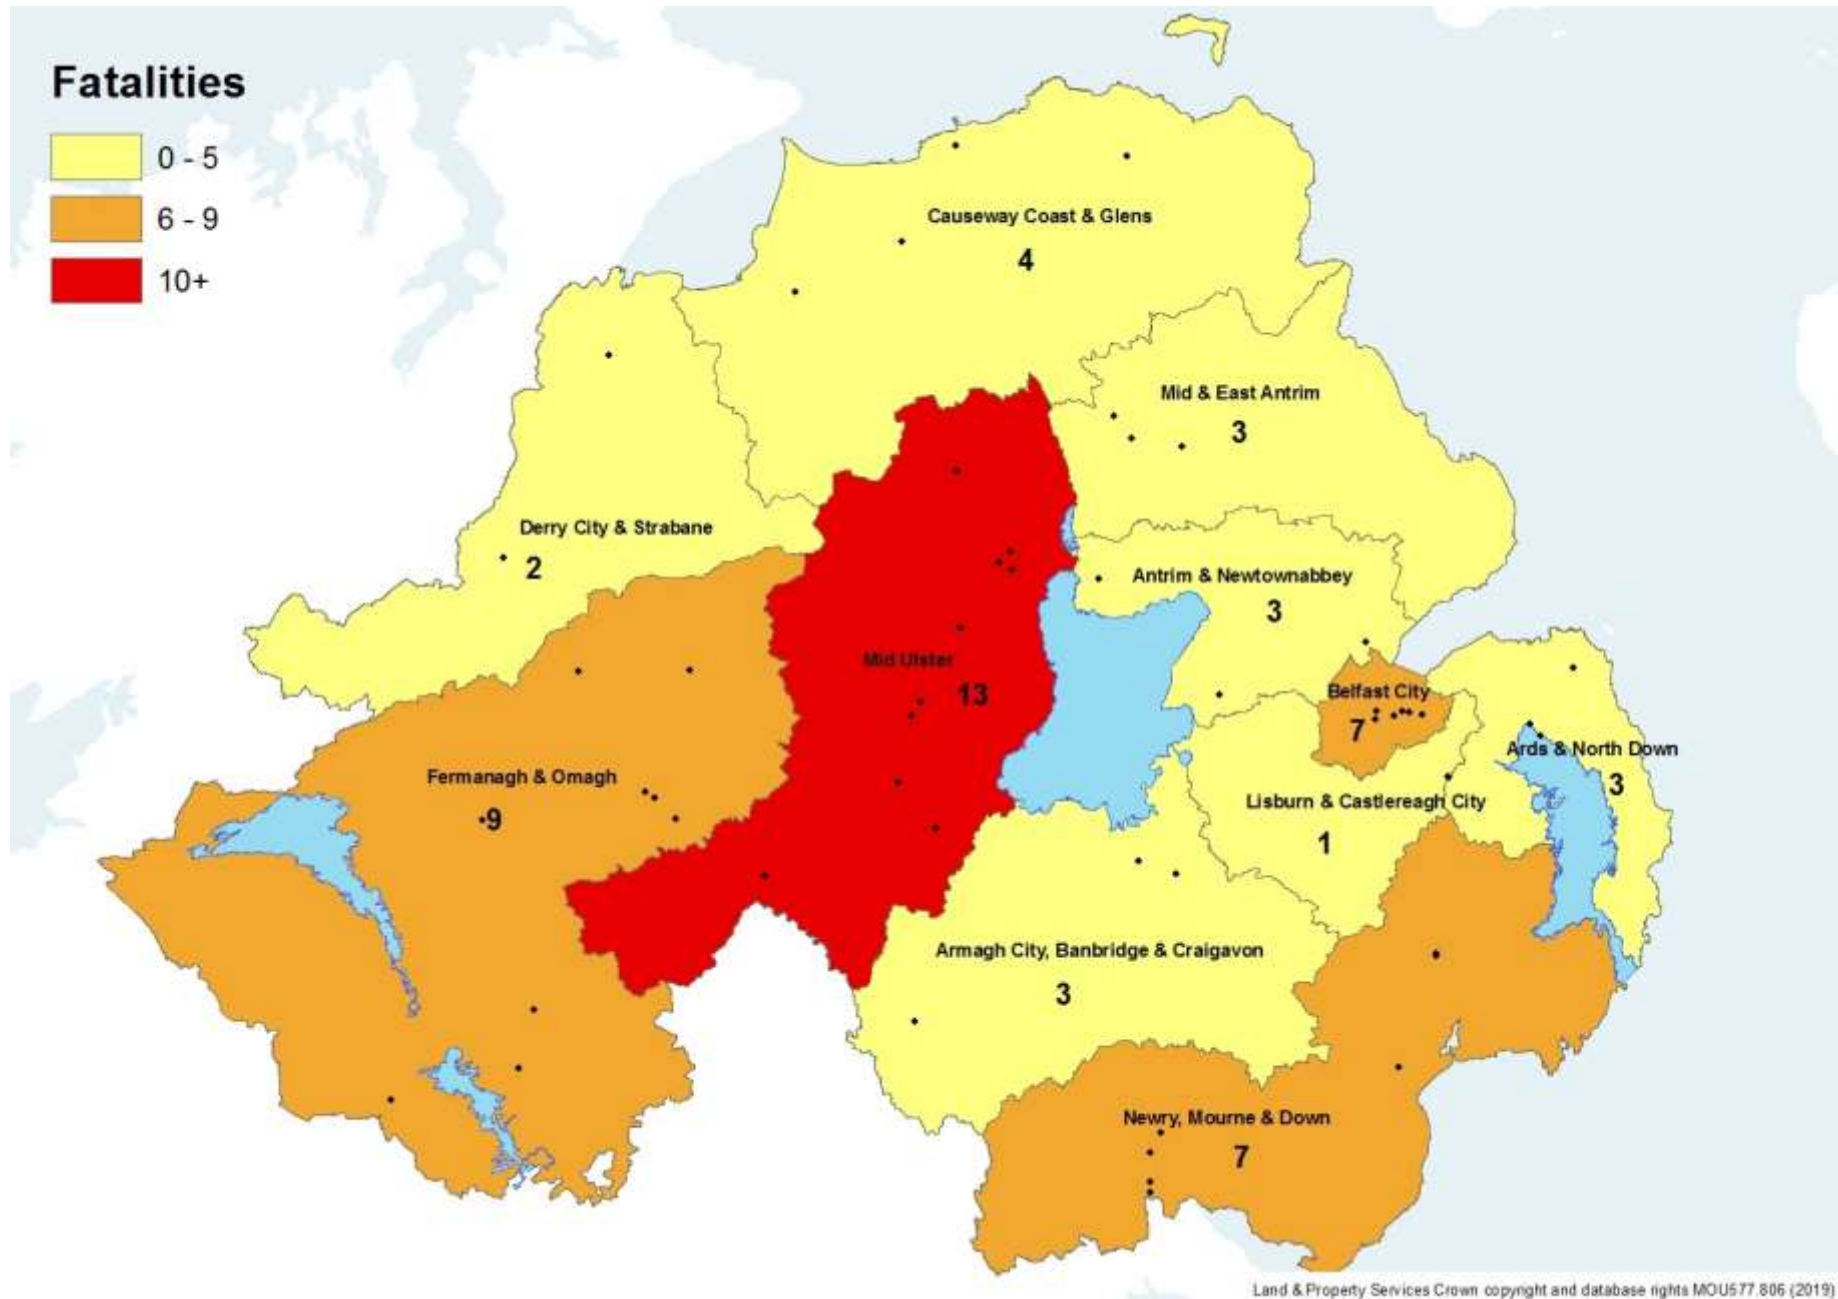 Fatalities
0 - 5
6 - 9
10+
Causeway Coast & Glens
4
Mid & East Antrim
3
Derry City & Strabane
2
Antrim & Newtownabbey
3
Mid Ulster
13
Belfast City
7
Ards & North Down
3
Fermanagh & Omagh
9
Lisburn & Castlereagh City
1
Armagh City, Banbridge & Craigavon
3
Newry, Mourne & Down
7
Land & Property Services Crown copyright and database rights MOU577.806 (2019)